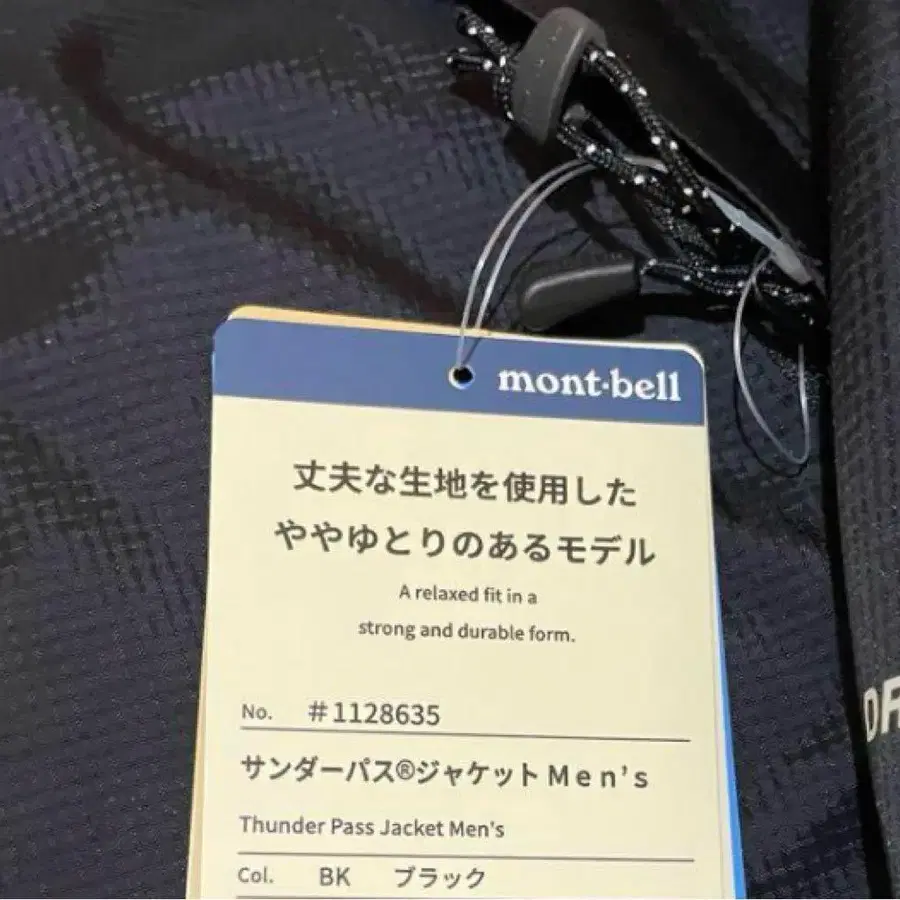 mont·bell
丈夫な生地を使用した
ややゆとりのあるモデル
A relaxed fit in a
strong and durable form.
No. #1128635
サンダーパス®ジャケット Men's
Thunder Pass Jacket Men's
Col. BK ブラック